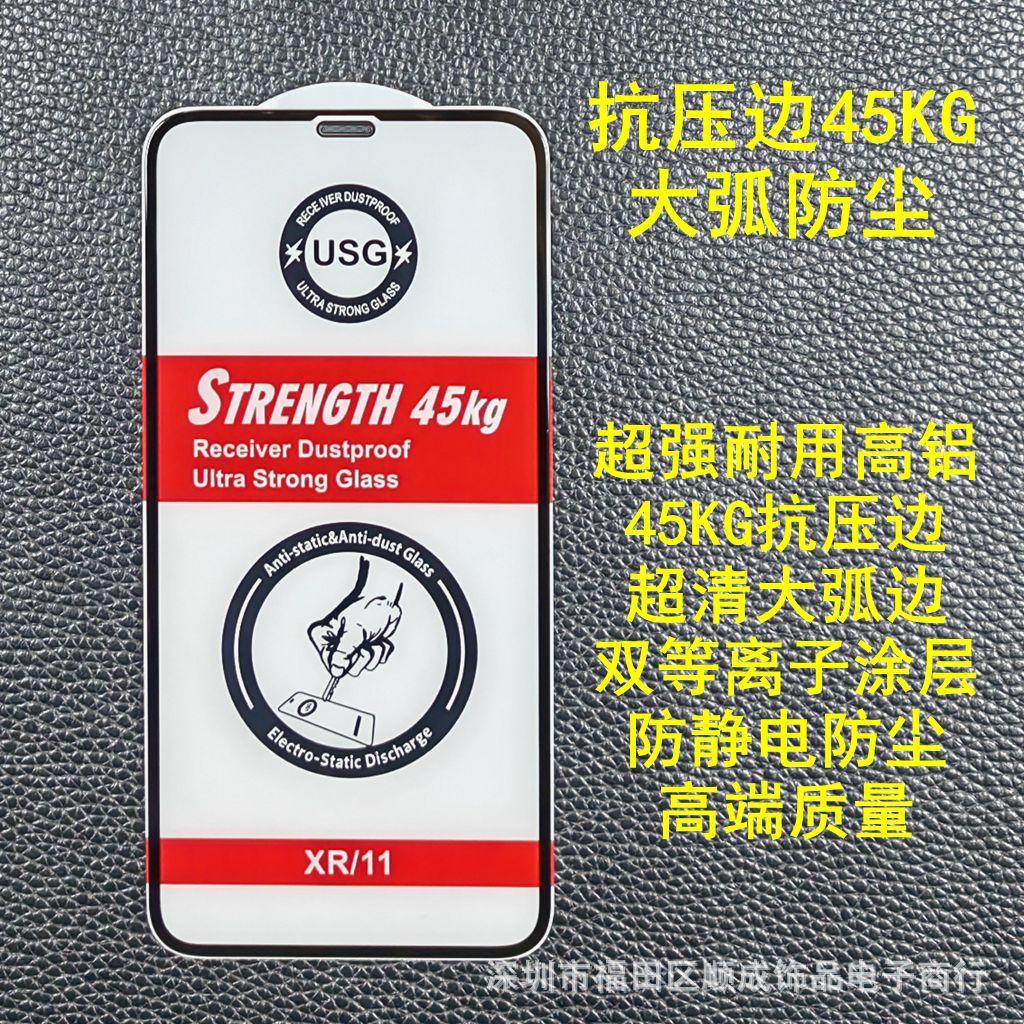 抗压边45KG
大弧防尘
RECEIVER DUSTPROOF
USG
ULTRA STRONG GLASS
STRENGTH 45kg
Receiver Dustproof
Ultra Strong Glass
Anti-static&Anti-dust Glass
Electro-Static Discharge
XR/11
超强耐用高铝
45KG抗压边
超清大弧边
双等离子涂层
防静电防尘
高端质量
深圳市福田区顺成饰品电子商行